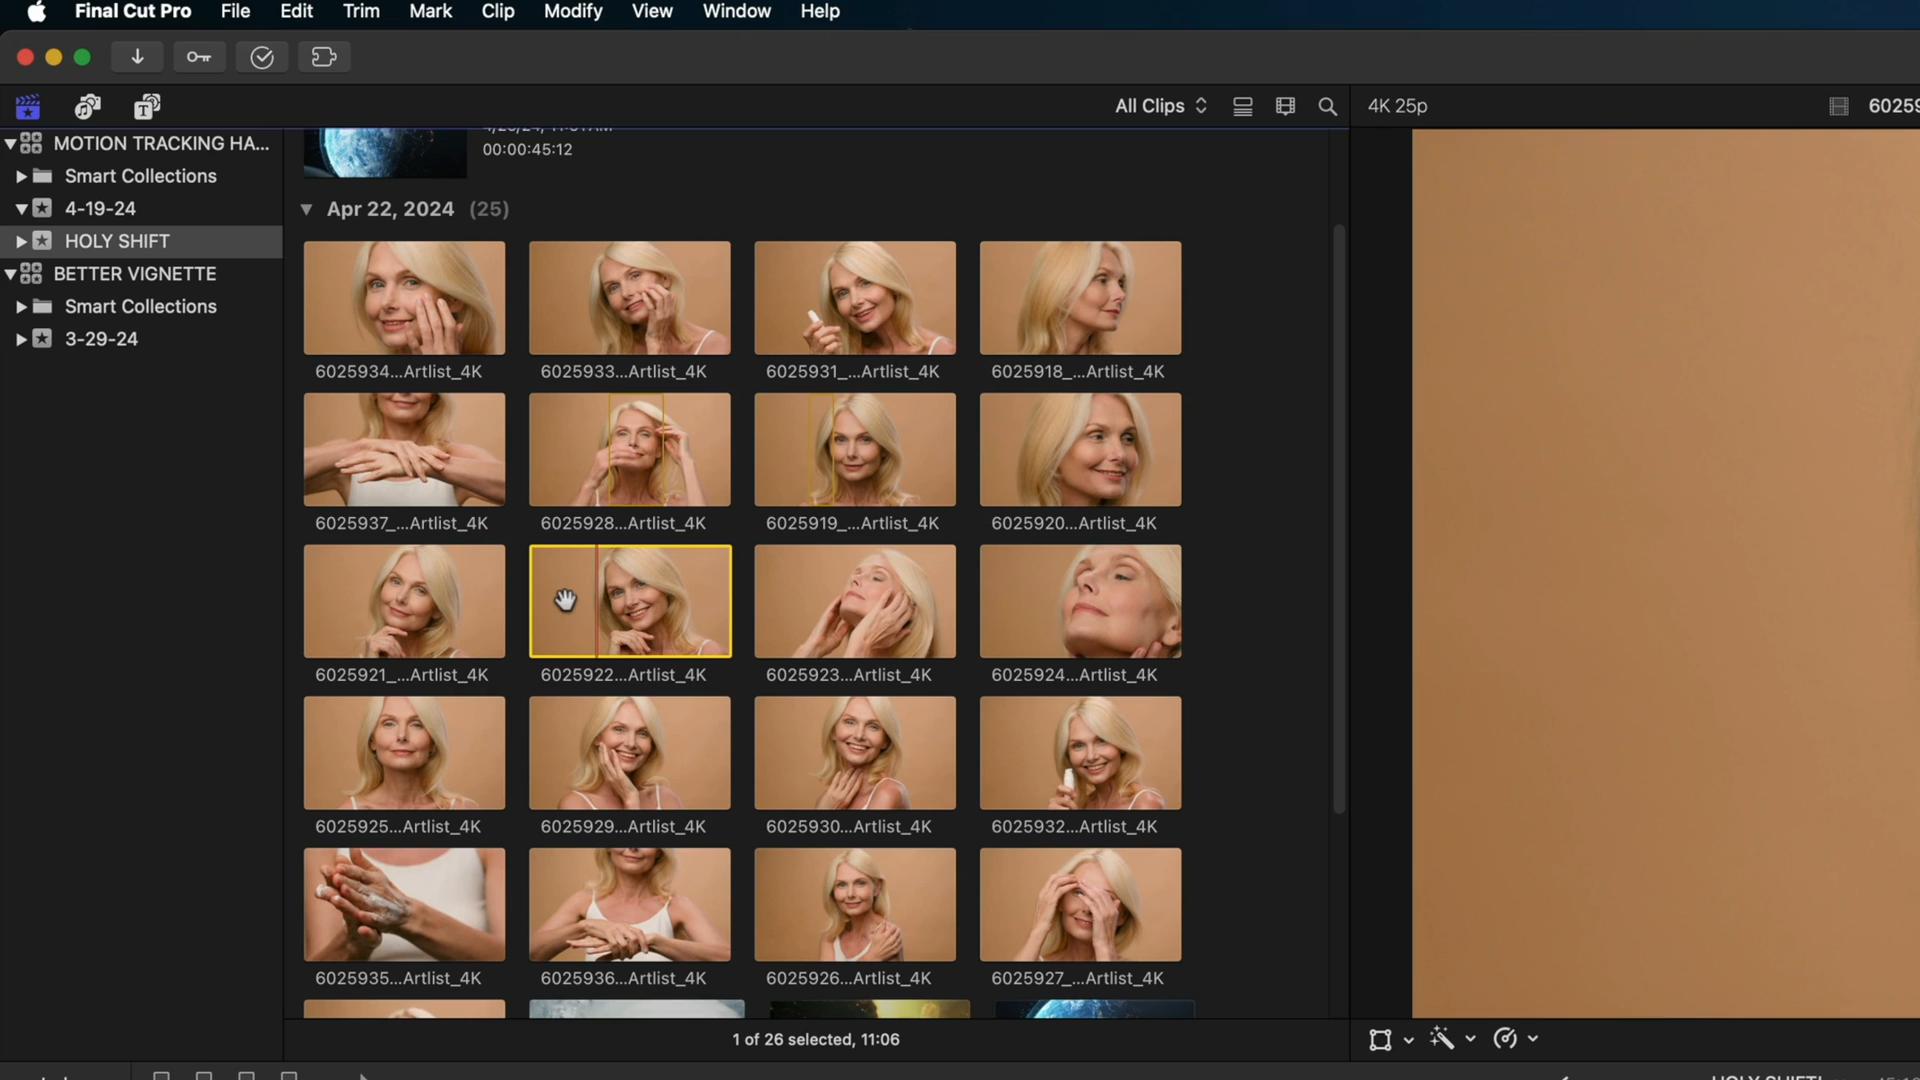 Final Cut Pro File Edit Trim Mark Clip Modify View Window Help
All Clips
4K 25p
60259
MOTION TRACKING HA...
Smart Collections
4-19-24
HOLY SHIFT
BETTER VIGNETTE
Smart Collections
3-29-24
00:00:45:12
Apr 22, 2024 (25)
6025934...Artlist_4K 6025933...Artlist_4K 6025931_...Artlist_4K 6025918_...Artlist_4K
6025937_...Artlist_4K 6025928...Artlist_4K 6025919_...Artlist_4K 6025920...Artlist_4K
6025921_...Artlist_4K 6025922...Artlist_4K 6025923...Artlist_4K 6025924...Artlist_4K
6025925...Artlist_4K 6025929...Artlist_4K 6025930...Artlist_4K 6025932...Artlist_4K
6025935...Artlist_4K 6025936...Artlist_4K 6025926...Artlist_4K 6025927_...Artlist_4K
1 of 26 selected, 11:06